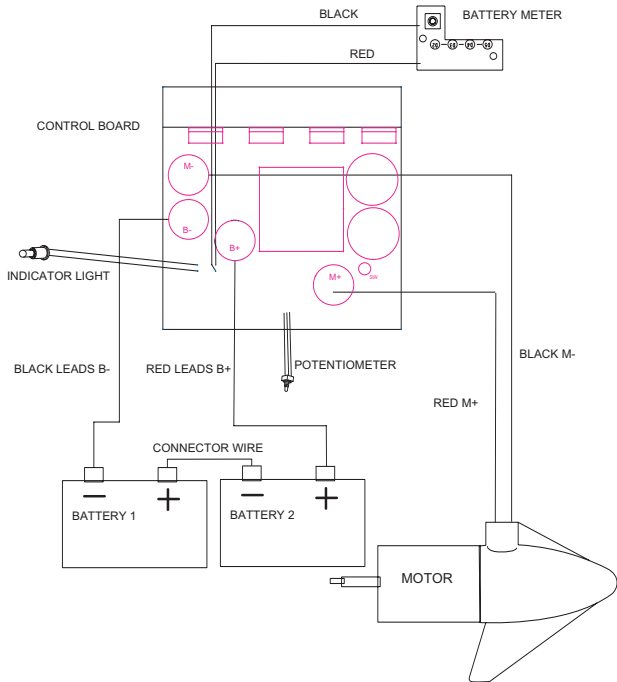 BLACK
BATTERY METER
RED
CONTROL BOARD
M-
B-
B+
M+
SW
INDICATOR LIGHT
BLACK LEADS B-
RED LEADS B+
POTENTIOMETER
BLACK M-
RED M+
CONNECTOR WIRE
BATTERY 1
BATTERY 2
MOTOR